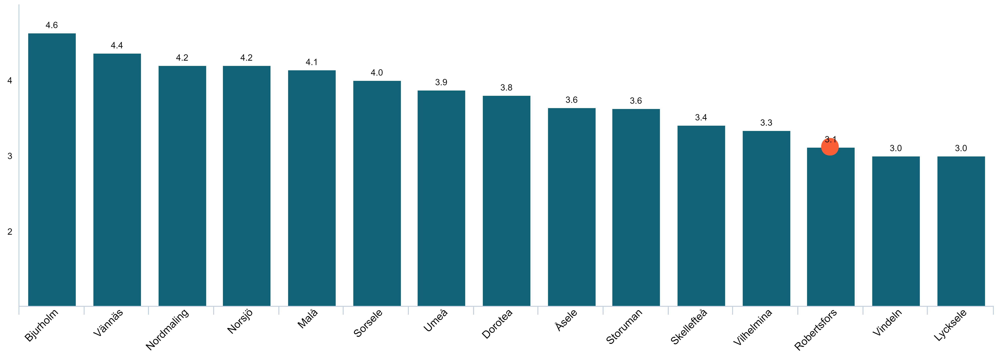 4.6
4.4
4.2
4.2
4.1
4.0
3.9
3.8
3.6
3.6
3.4
3.3
3.1
3.0
3.0
4
3
2
Bjurholm
Vännäs
Nordmaling
Norsjö
Malå
Sorsele
Umeå
Dorotea
Åsele
Storuman
Skellefteå
Vilhelmina
Robertsfors
Vindeln
Lycksele